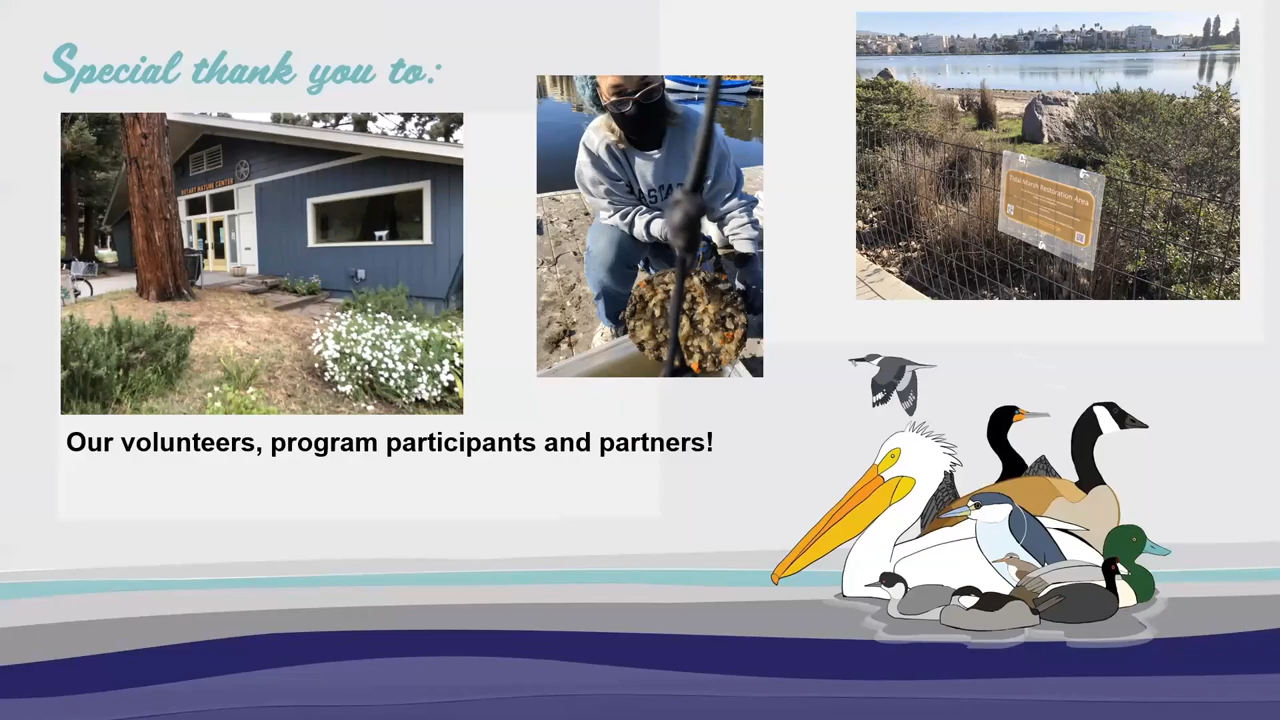 Special thank you to:
ROTARY NATURE CENTER
Tidal Marsh Restoration Area
Our volunteers, program participants and partners!